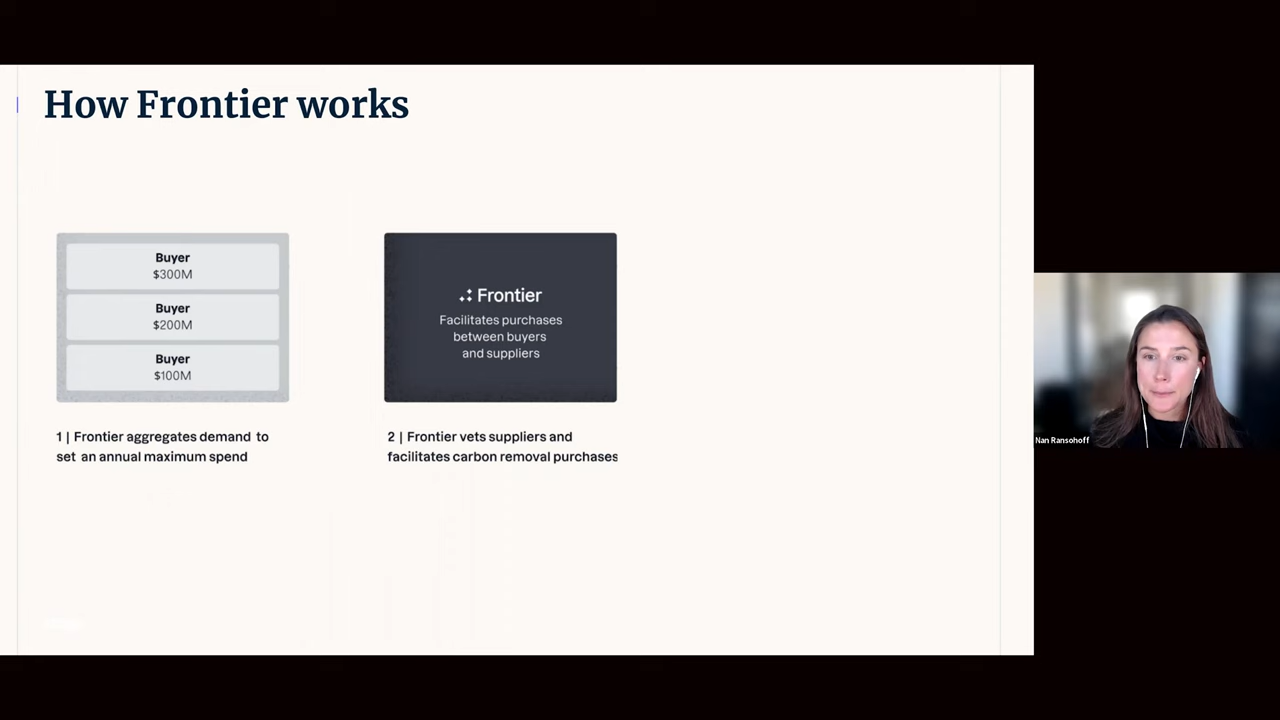 How Frontier works
Buyer
$300M
Buyer
$200M
Buyer
$100M
Frontier
Facilitates purchases
between buyers
and suppliers
1 | Frontier aggregates demand to
set an annual maximum spend
2 | Frontier vets suppliers and
facilitates carbon removal purchases
Nan Ransohoff